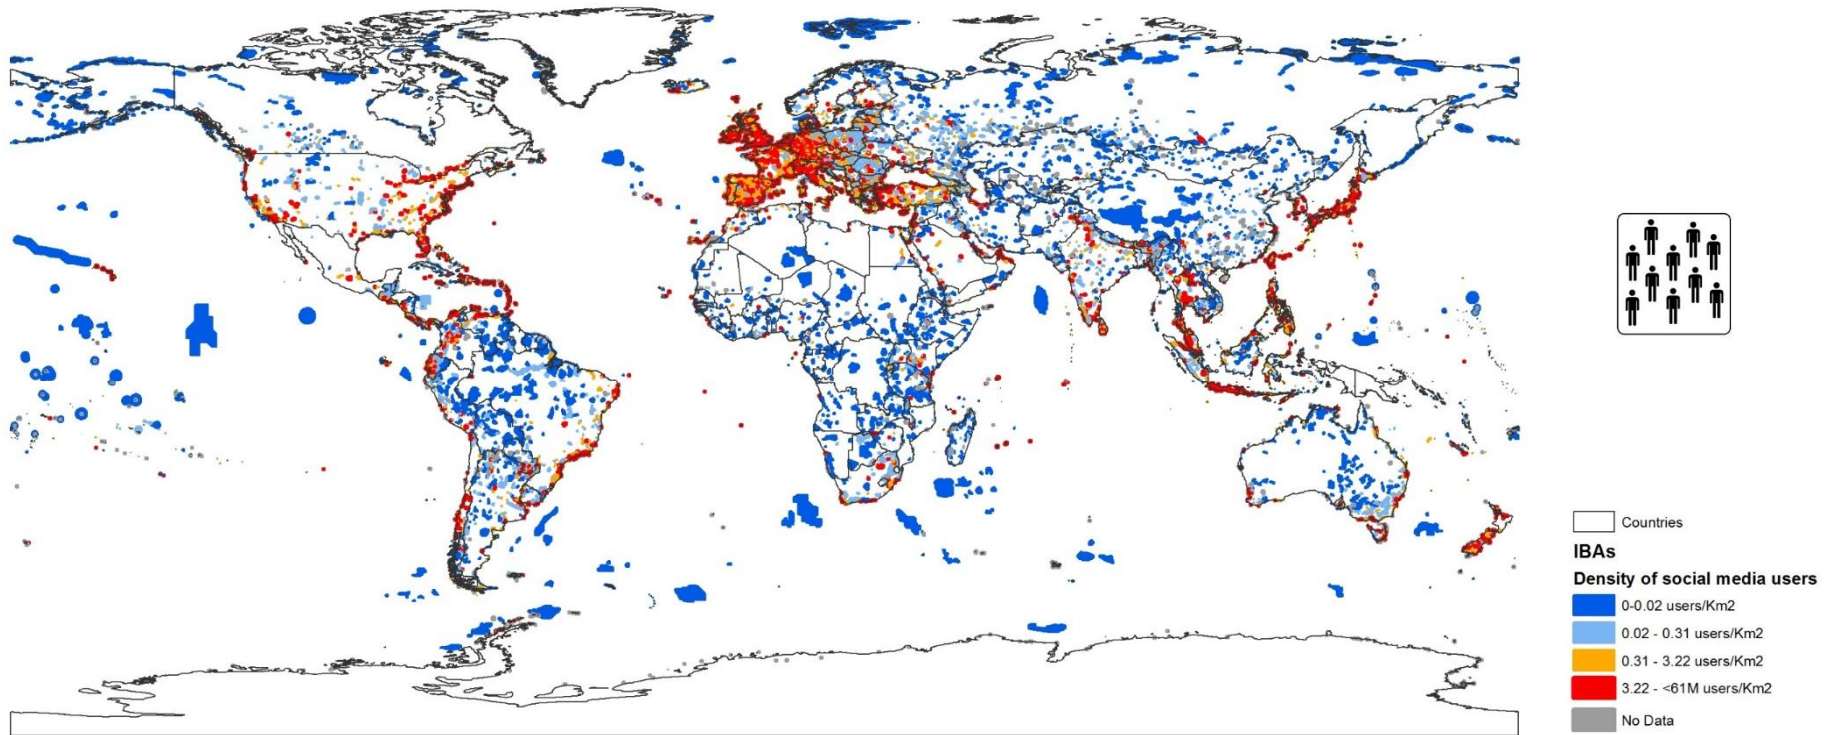 Countries
IBAs
Density of social media users
0-0.02 users/Km2
0.02 - 0.31 users/Km2
0.31 - 3.22 users/Km2
3.22 - <61M users/Km2
No Data